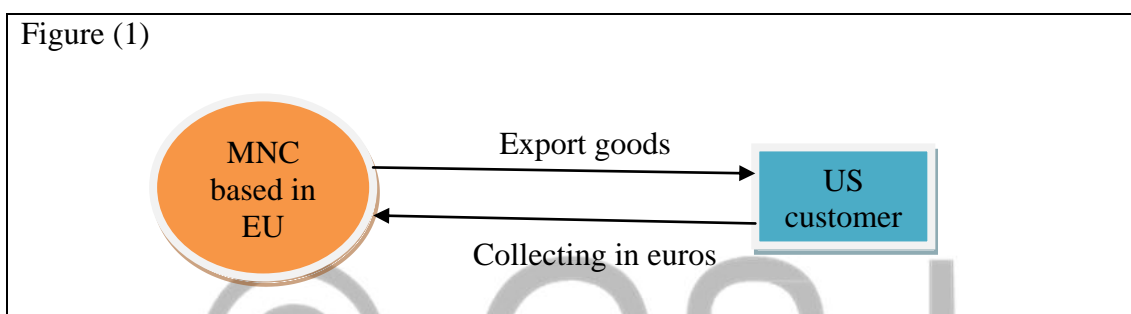 Figure (1)
MNC
based in
EU
Export goods
US
customer
Collecting in euros